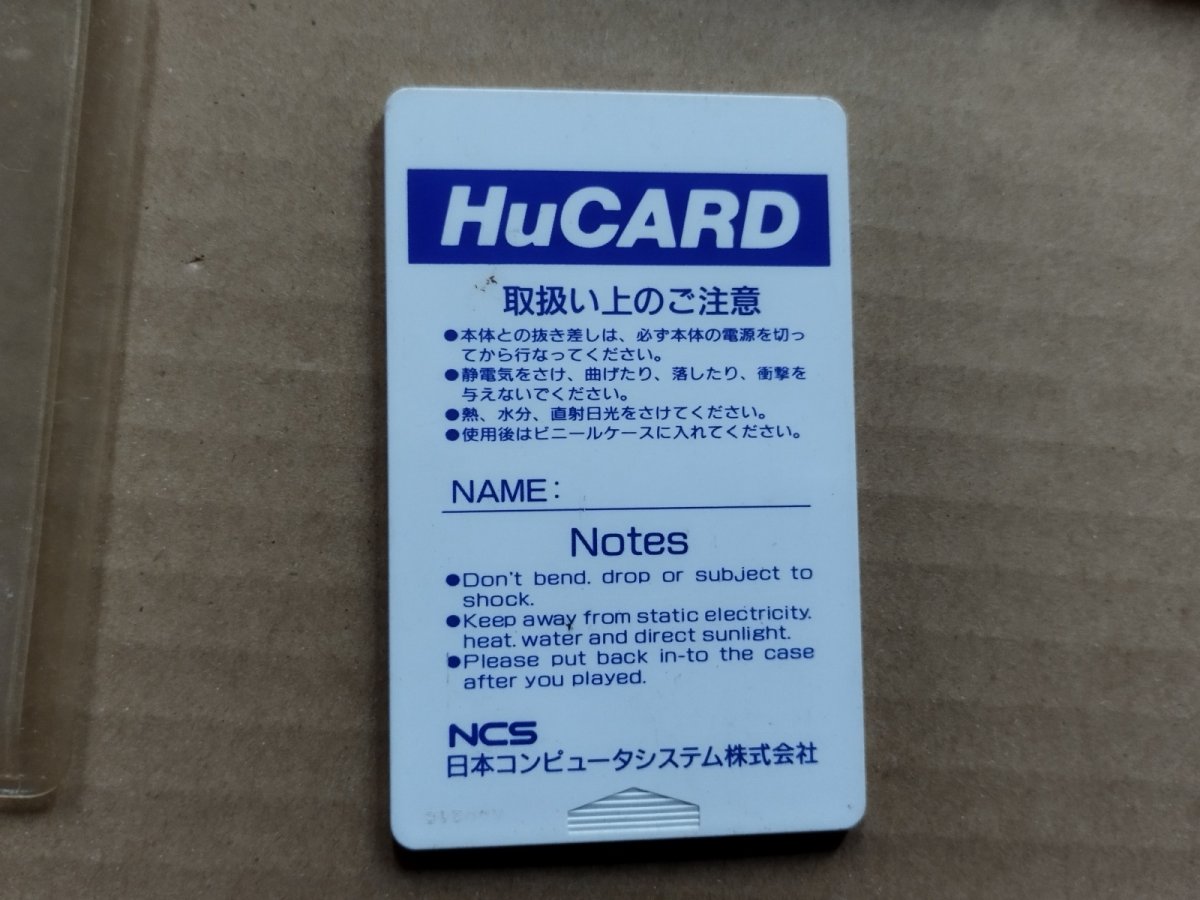 HuCARD
取扱い上のご注意
●本体との抜き差しは、必ず本体の電源を切っ
てから行なってください。
●静電気をさけ、曲げたり、落したり、衝撃を
与えないでください。
●熱、水分、直射日光をさけてください。
●使用後はビニールケースに入れてください。
NAME:
Notes
●Don't bend. drop or subject to
shock.
●Keep away from static electricity.
heat. water and direct sunlight.
●Please put back in-to the case
after you played.
NCS
日本コンピュータシステム株式会社